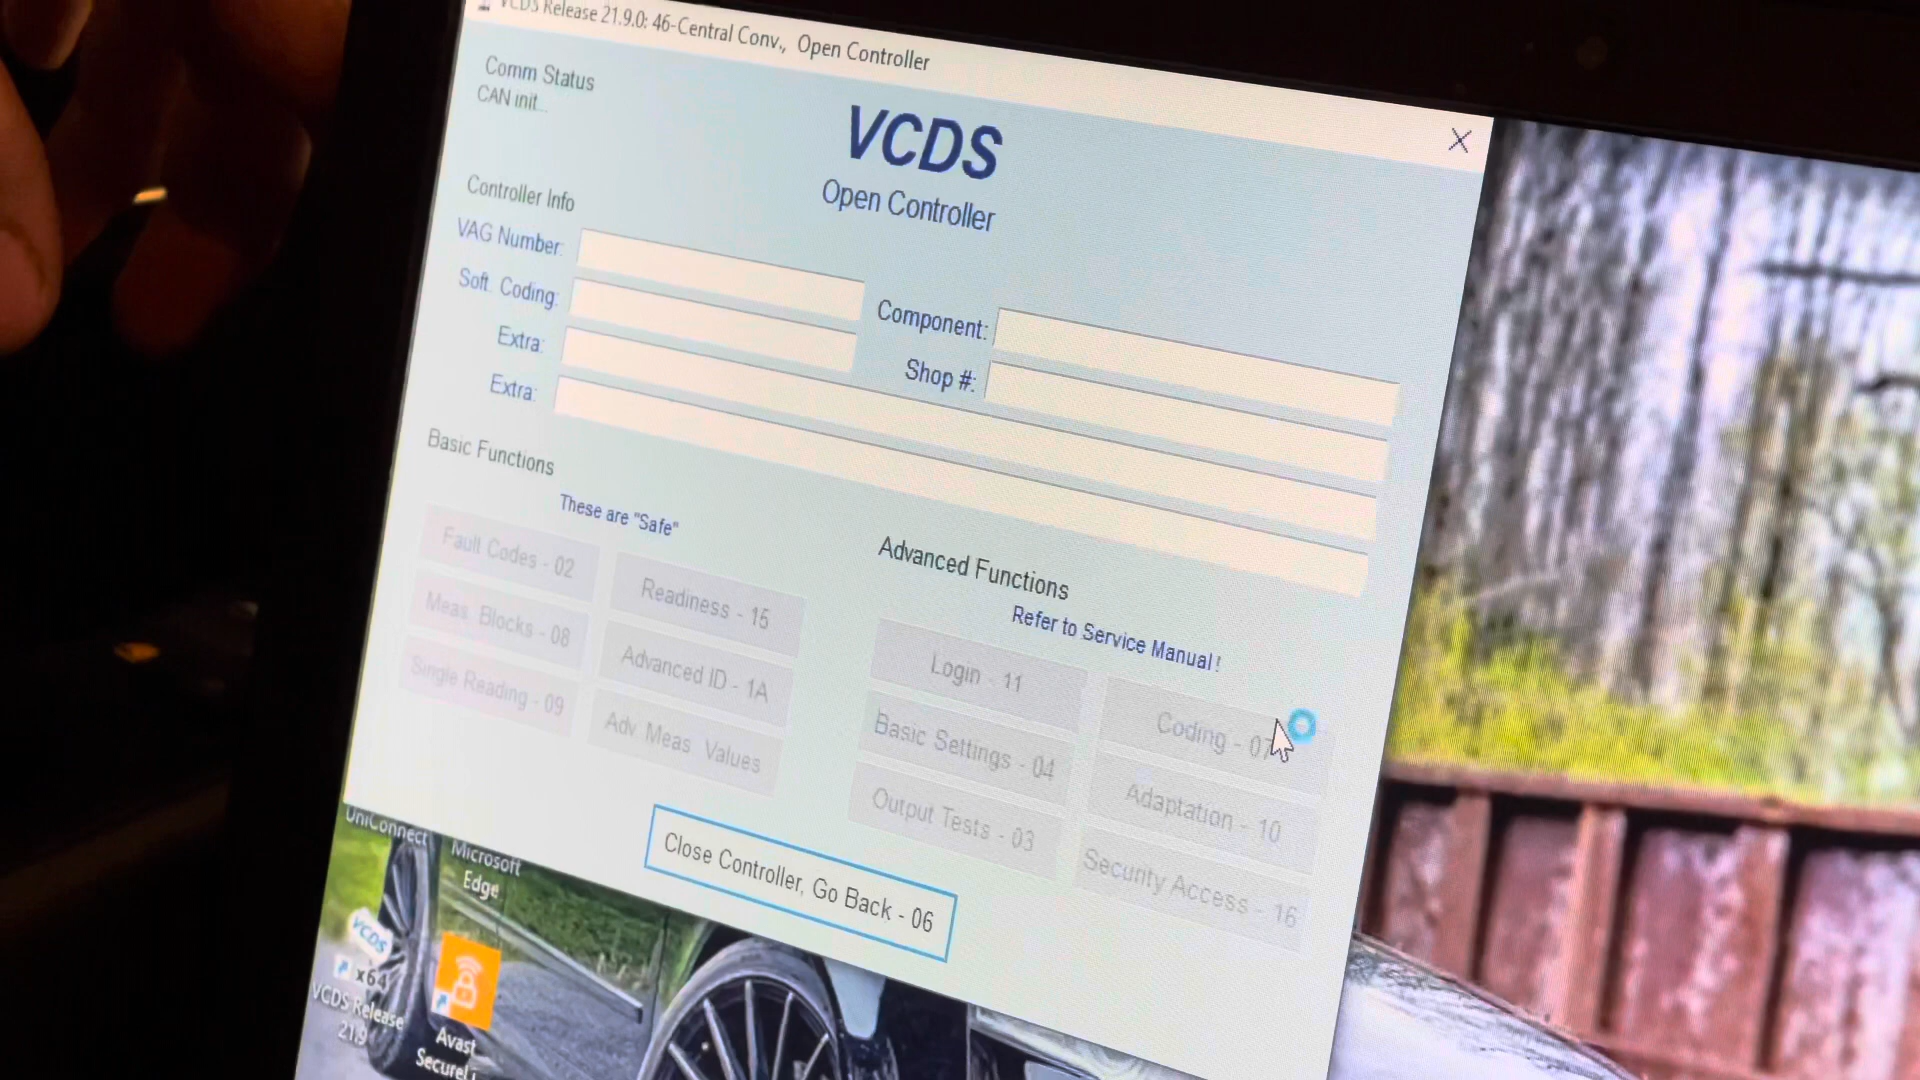 VCDS Release 21.9.0: 46-Central Conv., Open Controller
Comm Status
CAN init...
VCDS
Open Controller
Controller Info
VAG Number:
Soft. Coding:
Extra:
Extra:
Component:
Shop #:
Basic Functions
These are "Safe"
Fault Codes - 02
Readiness - 15
Meas. Blocks - 08
Advanced ID - 1A
Single Reading - 09
Adv. Meas. Values
Advanced Functions
Refer to Service Manual!
Login - 11
Coding - 07
Basic Settings - 04
Adaptation - 10
Output Tests - 03
Security Access - 16
Close Controller, Go Back - 06
UniConnect
Microsoft
Edge
VCDS
x64
VCDS Release
21.9
Avast